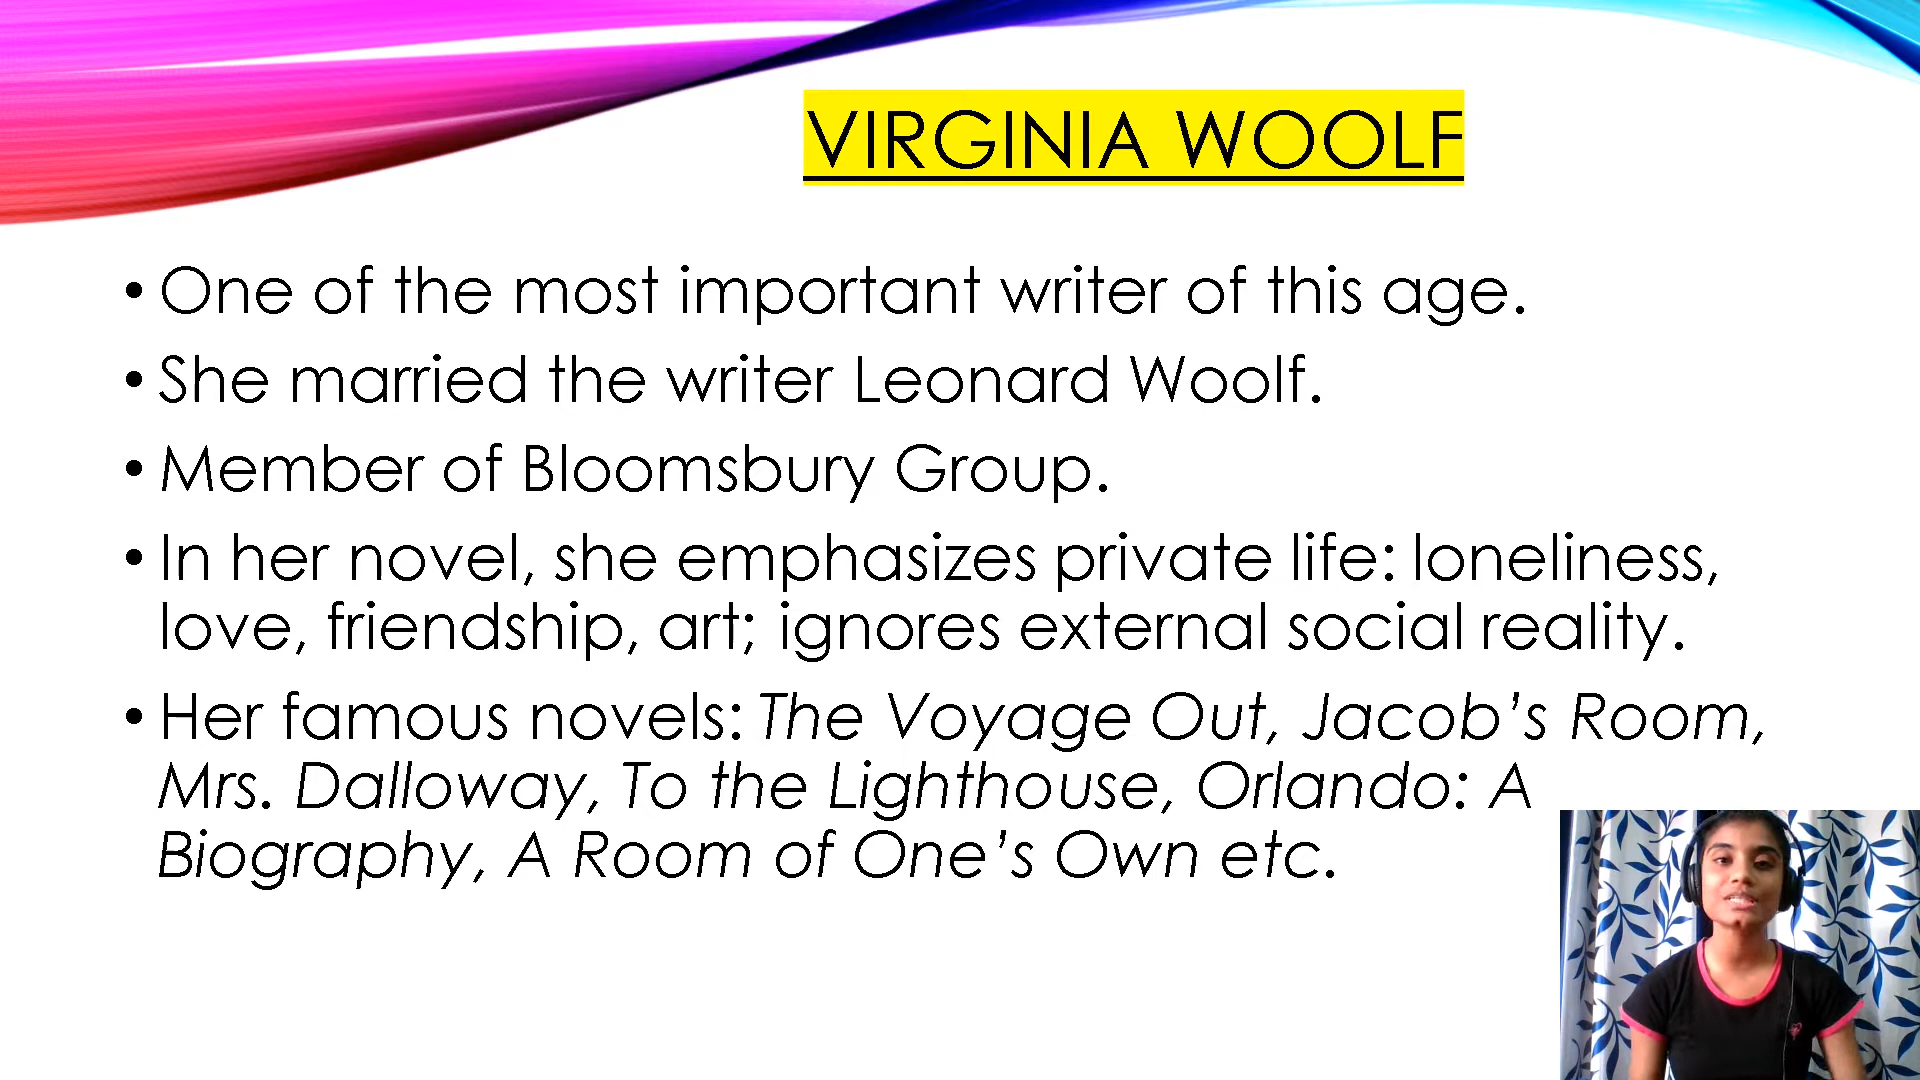 VIRGINIA WOOLF
• One of the most important writer of this age.
• She married the writer Leonard Woolf.
• Member of Bloomsbury Group.
• In her novel, she emphasizes private life: loneliness,
love, friendship, art; ignores external social reality.
• Her famous novels: The Voyage Out, Jacob’s Room,
Mrs. Dalloway, To the Lighthouse, Orlando: A
Biography, A Room of One’s Own etc.